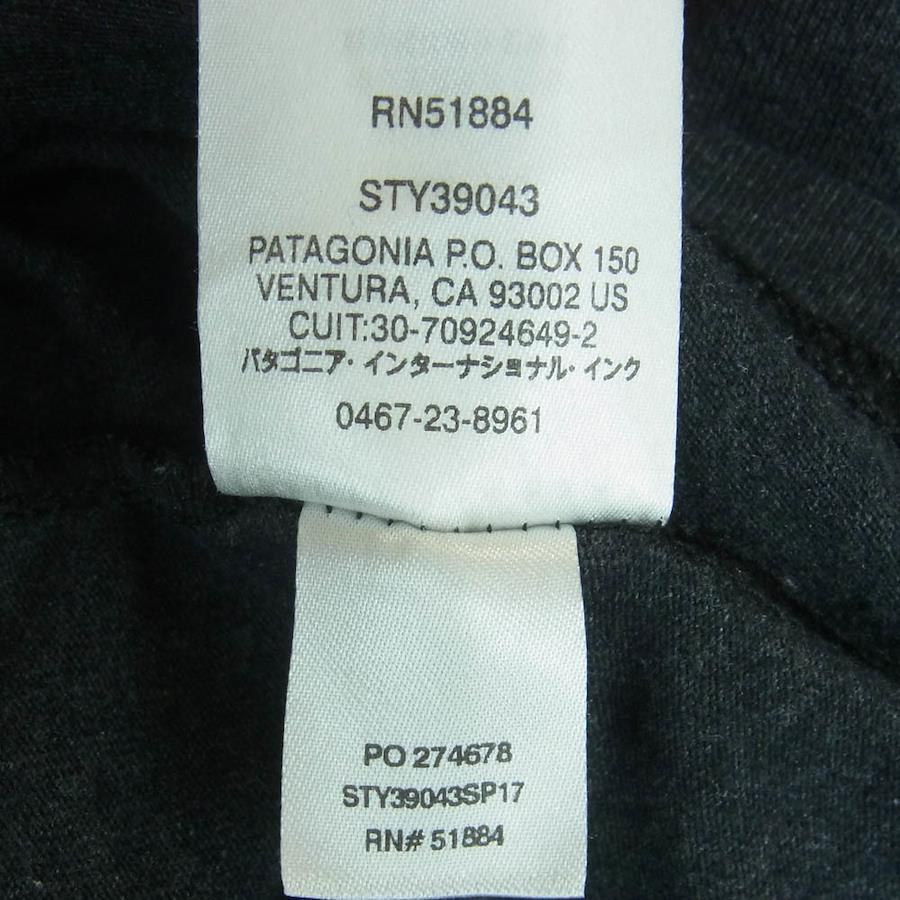 RN51884
STY39043
PATAGONIA P.O. BOX 150
VENTURA, CA 93002 US
CUIT:30-70924649-2
パタゴニア・インターナショナル・インク
0467-23-8961
PO 274678
STY39043SP17
RN# 51884